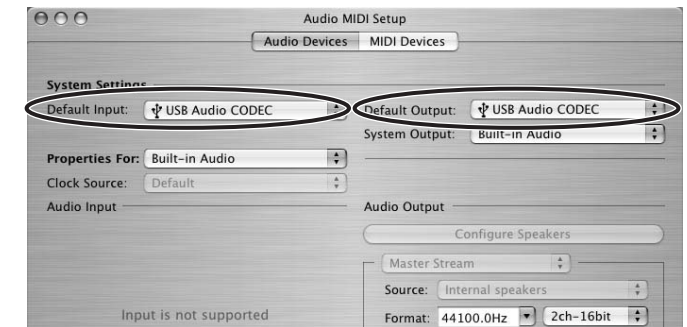 Audio MIDI Setup
Audio Devices MIDI Devices
System Settings
Default Input: USB Audio CODEC
Default Output: USB Audio CODEC
System Output: Built-in Audio
Properties For: Built-in Audio
Clock Source: Default
Audio Input
Audio Output
Configure Speakers
Master Stream
Source: Internal speakers
Input is not supported
Format: 44100.0Hz 2ch-16bit